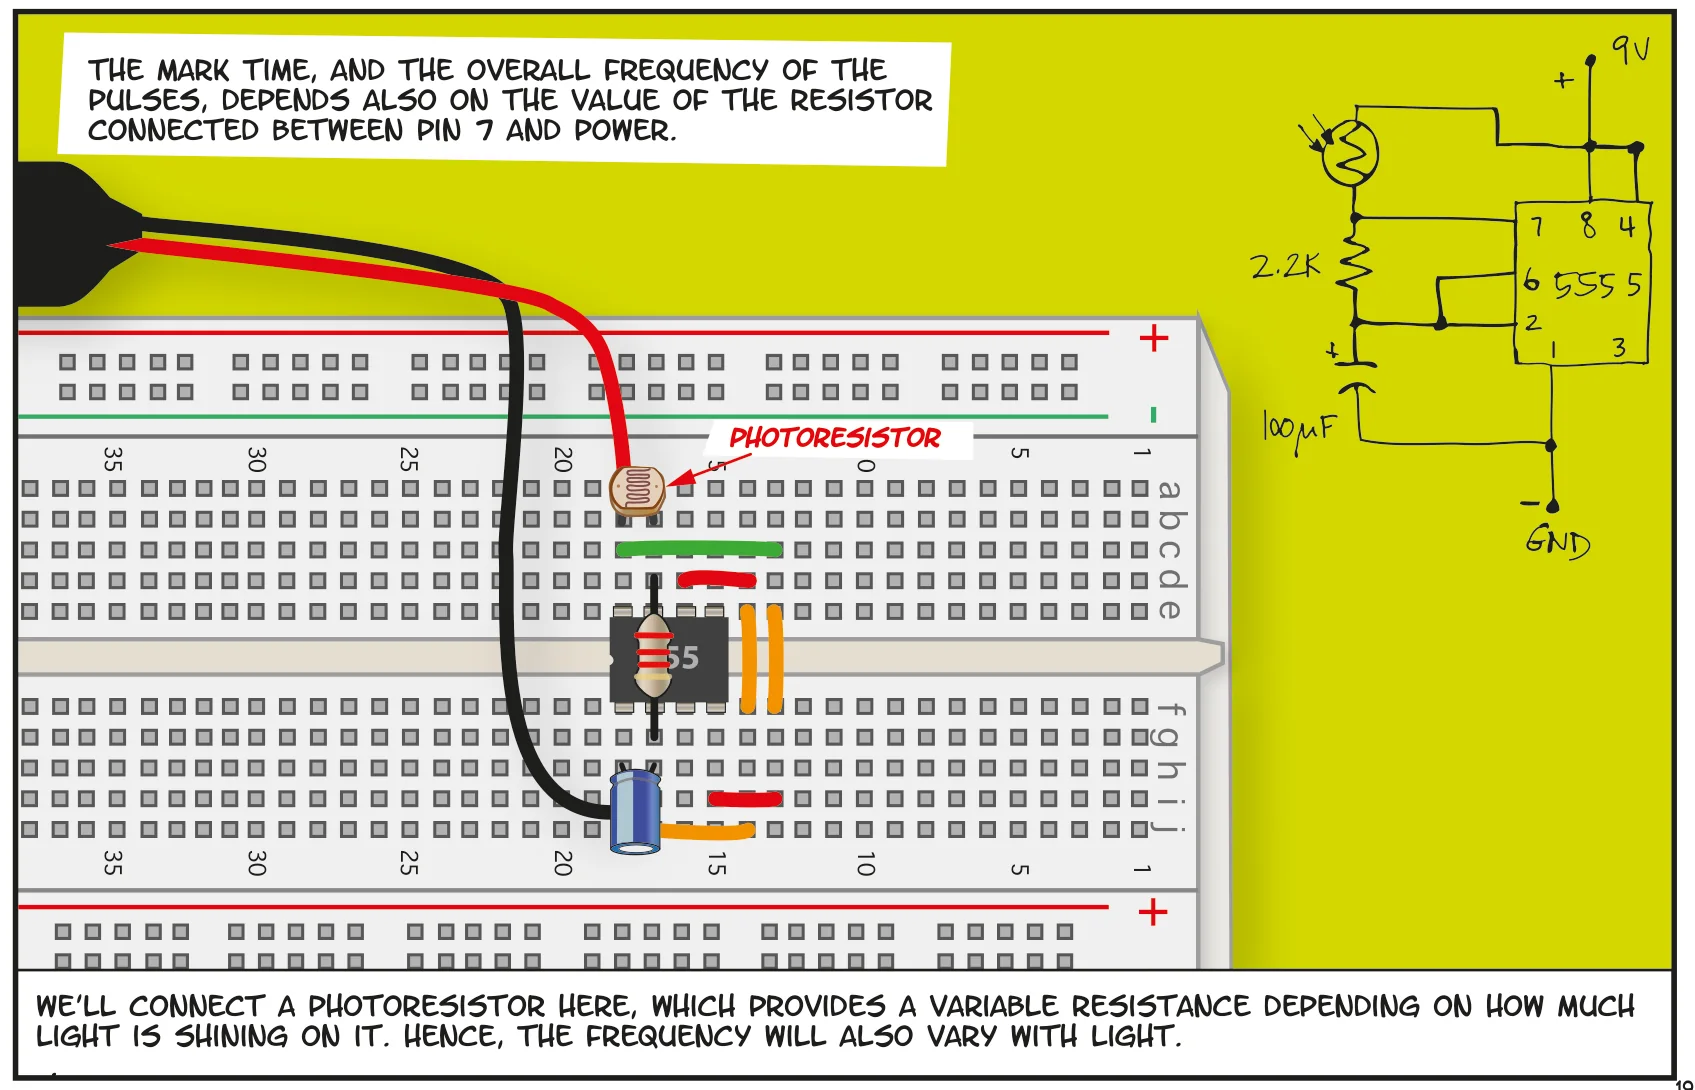 THE MARK TIME, AND THE OVERALL FREQUENCY OF THE
PULSES, DEPENDS ALSO ON THE VALUE OF THE RESISTOR
CONNECTED BETWEEN PIN 7 AND POWER.
9V
+
7 8 4
2.2K
6 5555
2
+
1 3
100µF
-
GND
+
-
PHOTORESISTOR
35 30 25 20 5 0 5 1
a
b
c
d
e
55
f
g
h
i
j
35 30 25 20 15 10 5 1
+
WE'LL CONNECT A PHOTORESISTOR HERE, WHICH PROVIDES A VARIABLE RESISTANCE DEPENDING ON HOW MUCH
LIGHT IS SHINING ON IT. HENCE, THE FREQUENCY WILL ALSO VARY WITH LIGHT.
19